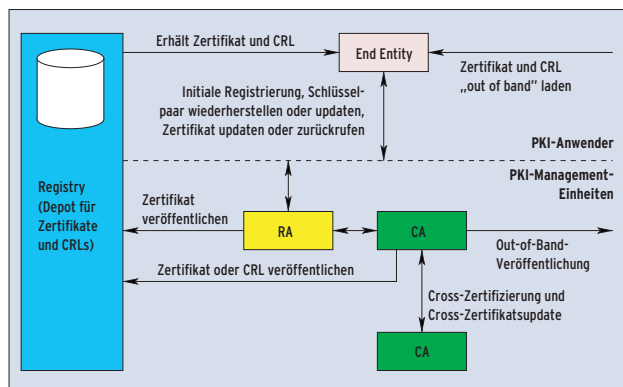 Erhält Zertifikat und CRL
End Entity
Zertifikat und CRL
„out of band” laden
Initiale Registrierung, Schlüssel-
paar wiederherstellen oder updaten,
Zertifikat updaten oder zurückrufen
PKI-Anwender
PKI-Management-
Einheiten
Registry
(Depot für
Zertifikate
und CRLs)
Zertifikat
veröffentlichen
RA
CA
Out-of-Band-
Veröffentlichung
Zertifikat oder CRL veröffentlichen
Cross-Zertifizierung und
Cross-Zertifikatsupdate
CA